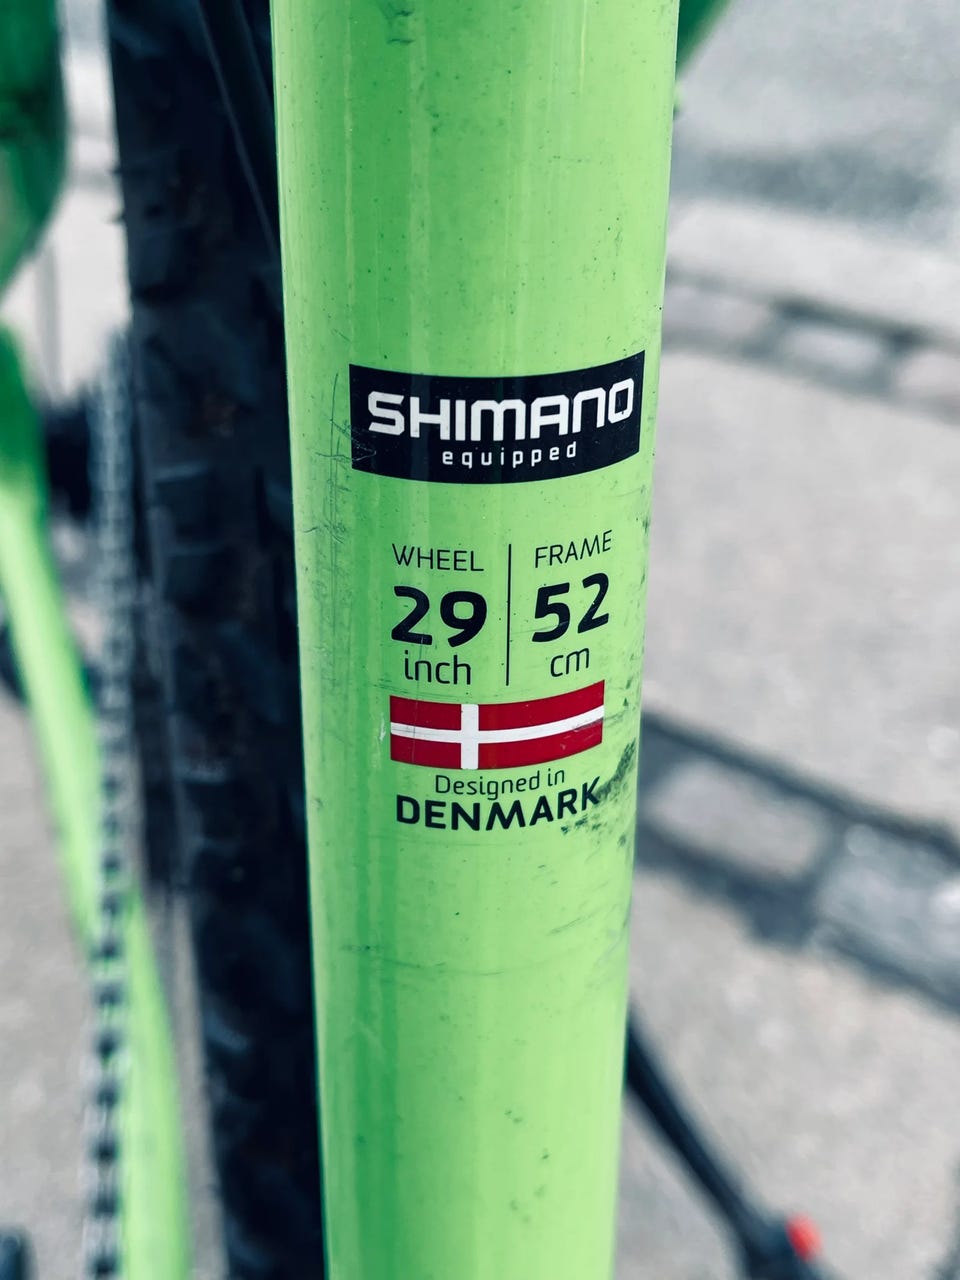 SHIMANO
equipped
WHEEL FRAME
29 52
inch cm
Designed in
DENMARK